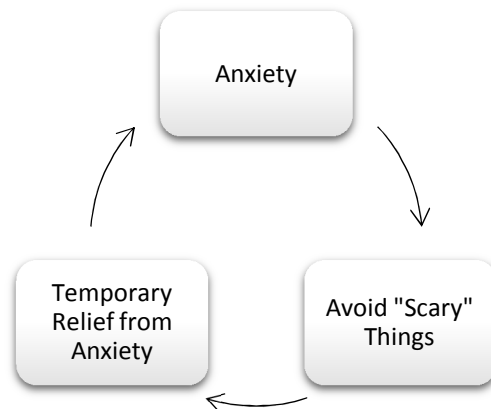 Anxiety
Avoid "Scary"
Things
Temporary
Relief from
Anxiety